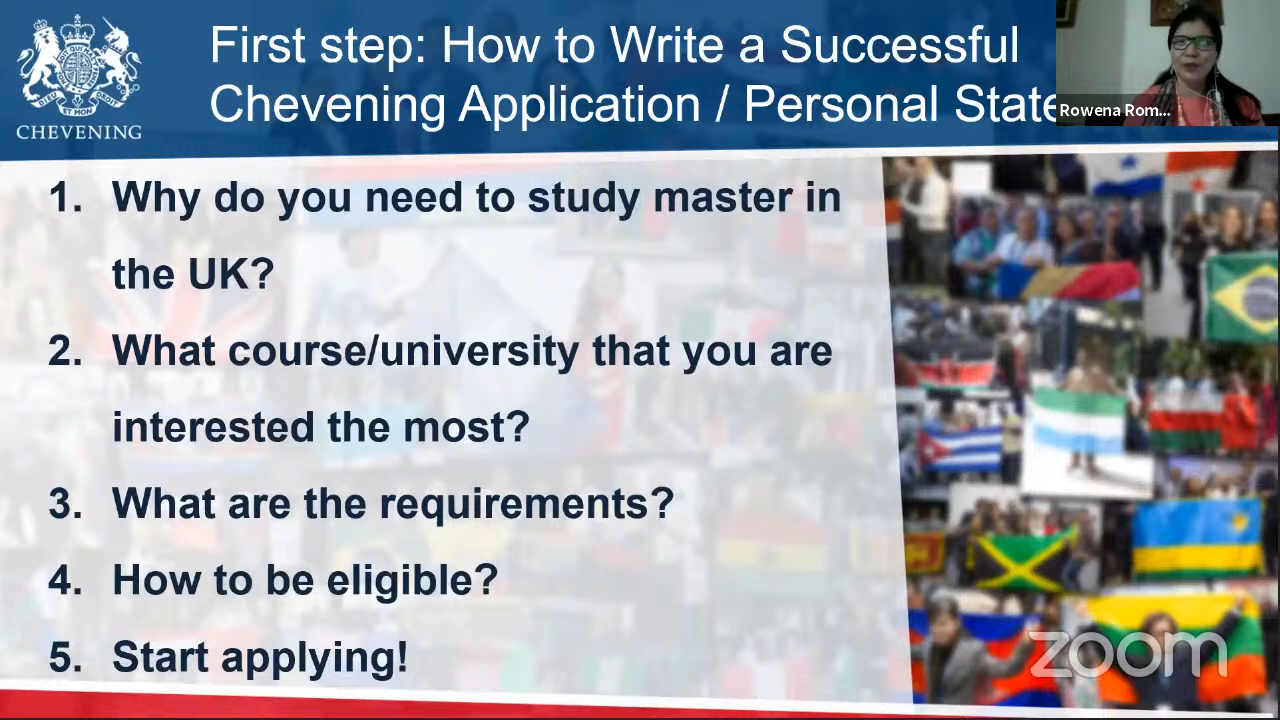 First step: How to Write a Successful
Chevening Application / Personal State
CHEVENING
Rowena Rom...
1. Why do you need to study master in
the UK?
2. What course/university that you are
interested the most?
3. What are the requirements?
4. How to be eligible?
5. Start applying!
zoom